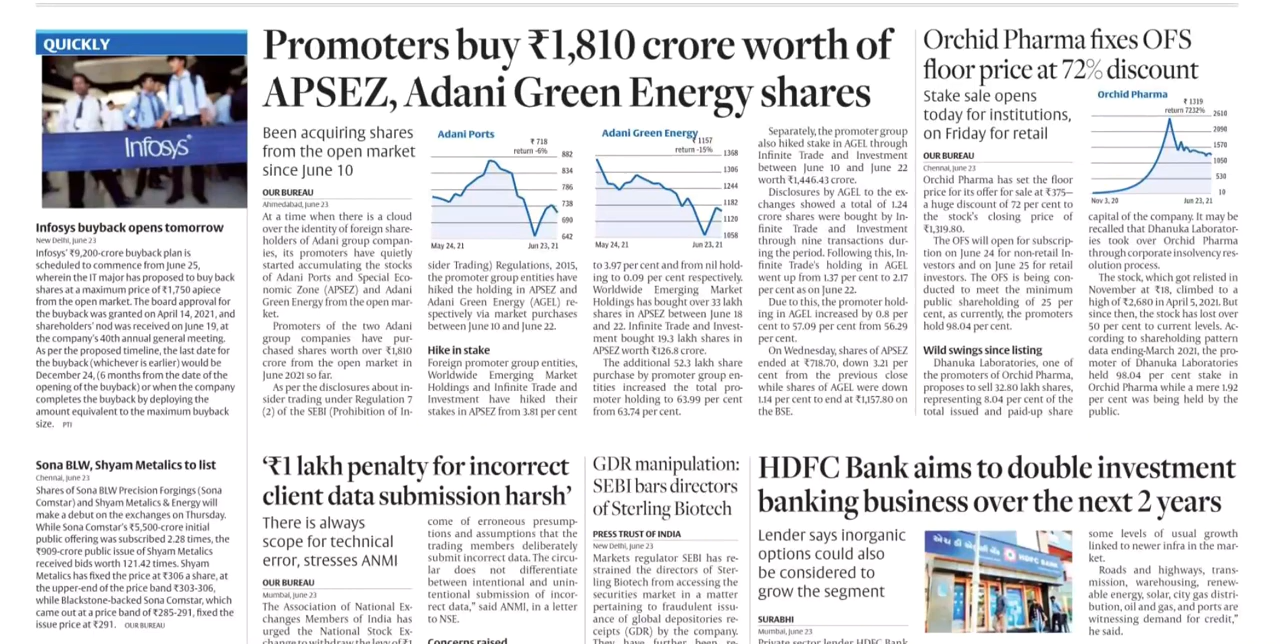 QUICKLY
Infosys
Infosys buyback opens tomorrow
New Delhi, June 23
Infosys' ₹9,200-crore buyback plan is
scheduled to commence from June 25,
wherein the IT major has proposed to buy back
shares at a maximum price of ₹1,750 apiece
from the open market. The board approval for
the buyback was granted on April 14, 2021, and
shareholders' nod was received on June 19, at
the company's 40th annual general meeting.
As per the proposed timeline, the last date for
the buyback (whichever is earlier) would be
December 24, (6 months from the date of the
opening of the buyback) or when the company
completes the buyback by deploying the
amount equivalent to the maximum buyback
size. PTI
Sona BLW, Shyam Metalics to list
Chennai, June 23
Shares of Sona BLW Precision Forgings (Sona
Comstar) and Shyam Metalics & Energy will
make a debut on the exchanges on Thursday.
While Sona Comstar's ₹5,500-crore initial
public offering was subscribed 2.28 times, the
₹909-crore public issue of Shyam Metalics
received bids worth 121.42 times. Shyam
Metalics has fixed the price at ₹306 a share, at
the upper-end of the price band ₹303-306,
while Blackstone-backed Sona Comstar, which
came out at a price band of ₹285-291, fixed the
issue price at ₹291. OUR BUREAU
Promoters buy ₹1,810 crore worth of
APSEZ, Adani Green Energy shares
Been acquiring shares
from the open market
since June 10
OUR BUREAU
Ahmedabad, June 23
At a time when there is a cloud
over the identity of foreign share-
holders of Adani group compan-
ies, its promoters have quietly
started accumulating the stocks
of Adani Ports and Special Eco-
nomic Zone (APSEZ) and Adani
Green Energy from the open mar-
ket.
Promoters of the two Adani
group companies have pur-
chased shares worth over ₹1,810
crore from the open market in
June 2021 so far.
As per the disclosures about in-
sider trading under Regulation 7
(2) of the SEBI (Prohibition of In-
Adani Ports
₹ 718
return -6%
882
834
786
738
690
642
May 24, 21
Jun 23, 21
sider Trading) Regulations, 2015,
the promoter group entities have
hiked the holding in APSEZ and
Adani Green Energy (AGEL) re-
spectively via market purchases
between June 10 and June 22.
Hike in stake
Foreign promoter group entities,
Worldwide Emerging Market
Holdings and Infinite Trade and
Investment have hiked their
stakes in APSEZ from 3.81 per cent
Adani Green Energy
₹ 1157
return -15%
1368
1306
1244
1182
1120
1058
May 24, 21
Jun 23, 21
to 3.97 per cent and from nil hold-
ing to 0.09 per cent respectively.
Worldwide Emerging Market
Holdings has bought over 33 lakh
shares in APSEZ between June 18
and 22. Infinite Trade and Invest-
ment bought 19.3 lakh shares in
APSEZ worth ₹126.8 crore.
The additional 52.3 lakh share
purchase by promoter group en-
tities increased the total pro-
moter holding to 63.99 per cent
from 63.74 per cent.
Separately, the promoter group
also hiked stake in AGEL through
Infinite Trade and Investment
between June 10 and June 22
worth ₹1,446.43 crore.
Disclosures by AGEL to the ex-
changes showed a total of 1.24
crore shares were bought by In-
finite Trade and Investment
through nine transactions dur-
ing the period. Following this, In-
finite Trade's holding in AGEL
went up from 1.37 per cent to 2.17
per cent as on June 22.
Due to this, the promoter hold-
ing in AGEL increased by 0.8 per
cent to 57.09 per cent from 56.29
per cent.
On Wednesday, shares of APSEZ
ended at ₹718.70, down 3.21 per
cent from the previous close
while shares of AGEL were down
1.14 per cent to end at ₹1,157.80 on
the BSE.
Orchid Pharma fixes OFS
floor price at 72% discount
Stake sale opens
today for institutions,
on Friday for retail
OUR BUREAU
Chennai, June 23
Orchid Pharma has set the floor
price for its offer for sale at ₹375—
a huge discount of 72 per cent to
the stock's closing price of
₹1,319.80.
The OFS will open for subscrip-
tion on June 24 for non-retail In-
vestors and on June 25 for retail
investors. The OFS is being con-
ducted to meet the minimum
public shareholding of 25 per
cent, as currently, the promoters
hold 98.04 per cent.
Wild swings since listing
Dhanuka Laboratories, one of
the promoters of Orchid Pharma,
proposes to sell 32.80 lakh shares,
representing 8.04 per cent of the
total issued and paid-up share
Orchid Pharma
₹ 1319
return 7232%
2610
2090
1570
1050
530
10
Nov 3, 20
Jun 23, 21
capital of the company. It may be
recalled that Dhanuka Laborator-
ies took over Orchid Pharma
through corporate insolvency res-
olution process.
The stock, which got relisted in
November at ₹18, climbed to a
high of ₹2,680 in April 5, 2021. But
since then, the stock has lost over
50 per cent to current levels. Ac-
cording to shareholding pattern
data ending-March 2021, the pro-
moter of Dhanuka Laboratories
held 98.04 per cent stake in
Orchid Pharma while a mere 1.92
per cent was being held by the
public.
‘₹1 lakh penalty for incorrect
client data submission harsh’
There is always
scope for technical
error, stresses ANMI
OUR BUREAU
Mumbai, June 23
The Association of National Ex-
changes Members of India has
urged the National Stock Ex-
change to withdraw the levy of ₹1
come of erroneous presump-
tions and assumptions that the
trading members deliberately
submit incorrect data. The circu-
lar does not differentiate
between intentional and unin-
tentional submission of incor-
rect data,” said ANMI, in a letter
to NSE.
Concerns raised
GDR manipulation:
SEBI bars directors
of Sterling Biotech
PRESS TRUST OF INDIA
New Delhi, June 23
Markets regulator SEBI has re-
strained the directors of Ster-
ling Biotech from accessing the
securities market in a matter
pertaining to fraudulent issu-
ance of global depositories re-
ceipts (GDR) by the company.
They have further been re-
HDFC Bank aims to double investment
banking business over the next 2 years
Lender says inorganic
options could also
be considered to
grow the segment
SURABHI
Mumbai, June 23
Private sector lender HDFC Bank
HDFC BANK
some levels of usual growth
linked to newer infra in the mar-
ket.
Roads and highways, trans-
mission, warehousing, renew-
able energy, solar, city gas distri-
bution, oil and gas, and ports are
witnessing demand for credit,”
he said.